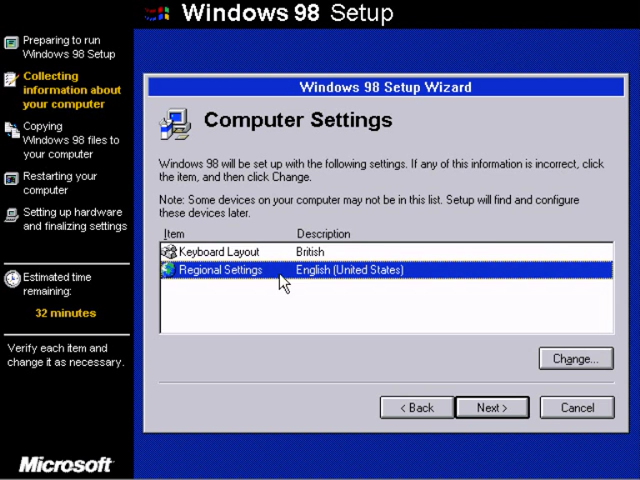 Windows 98 Setup
Preparing to run
Windows 98 Setup
Collecting
information about
your computer
Copying
Windows 98 files to
your computer
Restarting your
computer
Setting up hardware
and finalizing settings
Estimated time
remaining:
32 minutes
Verify each item and
change it as necessary.
Microsoft
Windows 98 Setup Wizard
Computer Settings
Windows 98 will be set up with the following settings. If any of this information is incorrect, click
the item, and then click Change.
Note: Some devices on your computer may not be in this list. Setup will find and configure
these devices later.
Item Description
Keyboard Layout British
Regional Settings English (United States)
Change...
< Back Next > Cancel